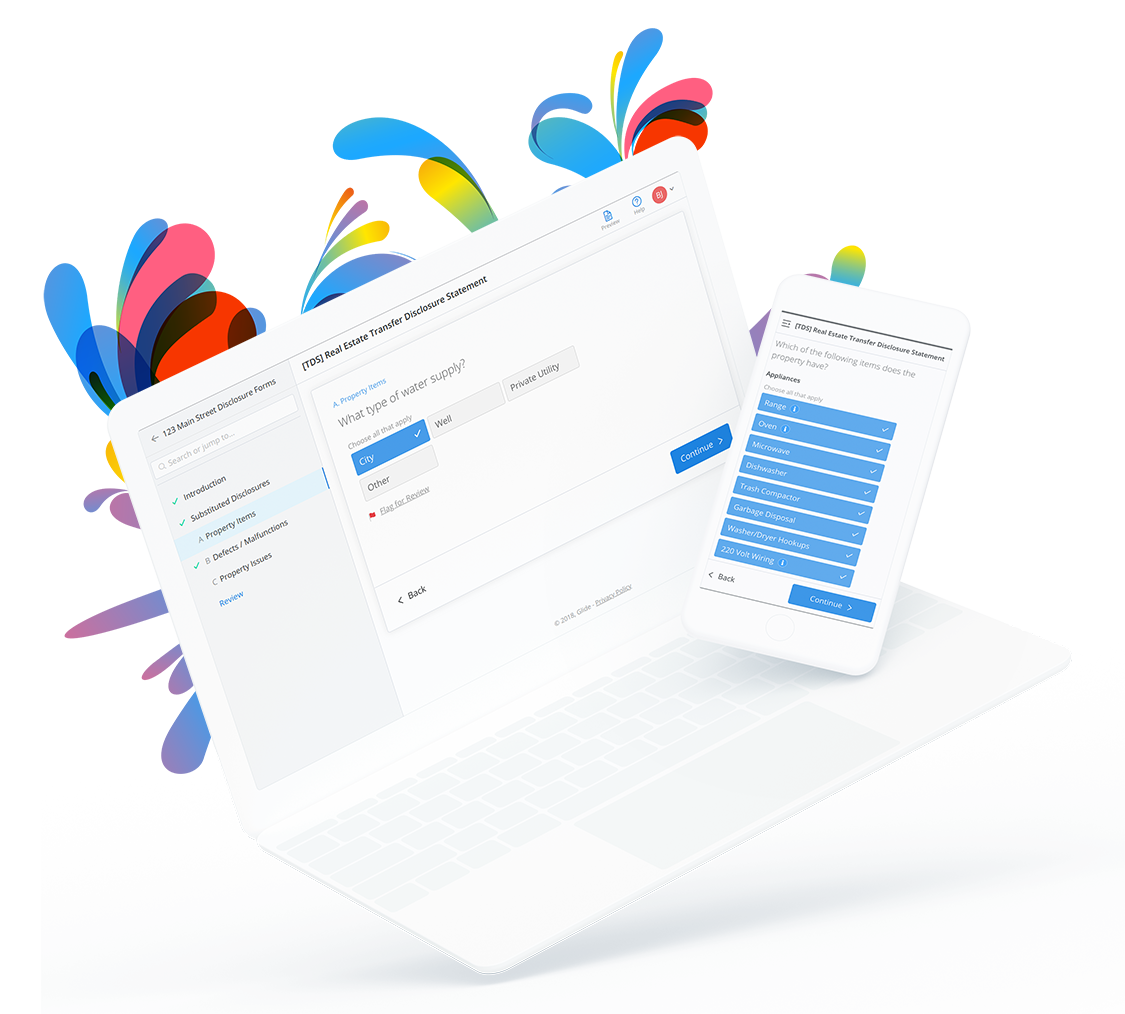 Preview
Help
BJ
← 123 Main Street Disclosure Forms
Search or jump to...
Introduction
Substituted Disclosures
A Property Items
B Defects / Malfunctions
C Property Issues
Review
[TDS] Real Estate Transfer Disclosure Statement
A. Property Items
What type of water supply?
Choose all that apply
City
Well
Private Utility
Other
Flag for Review
Continue
Back
© 2018, Glide - Privacy Policy
[TDS] Real Estate Transfer Disclosure Statement
Which of the following items does the
property have?
Appliances
Choose all that apply
Range
Oven
Microwave
Dishwasher
Trash Compactor
Garbage Disposal
Washer/Dryer Hookups
220 Volt Wiring
Back
Continue